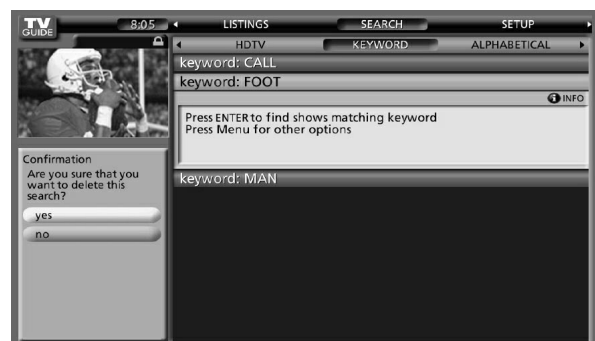 TV
GUIDE
8:05
LISTINGS
SEARCH
SETUP
HDTV
KEYWORD
ALPHABETICAL
keyword: CALL
keyword: FOOT
INFO
Press ENTER to find shows matching keyword
Press Menu for other options
keyword: MAN
Confirmation
Are you sure that you
want to delete this
search?
yes
no